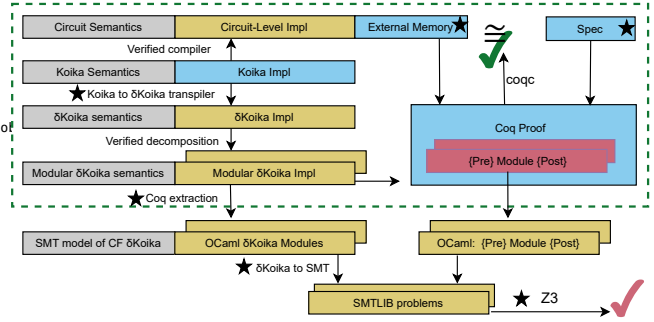 Circuit Semantics Circuit-Level Impl External Memory Spec
≅
Verified compiler
coqc
Koika Semantics Koika Impl
Koika to δKoika transpiler
δKoika semantics δKoika Impl
ot
Coq Proof
Verified decomposition
{Pre} Module {Post}
Modular δKoika semantics Modular δKoika Impl
Coq extraction
SMT model of CF δKoika OCaml δKoika Modules OCaml: {Pre} Module {Post}
δKoika to SMT
SMTLIB problems Z3